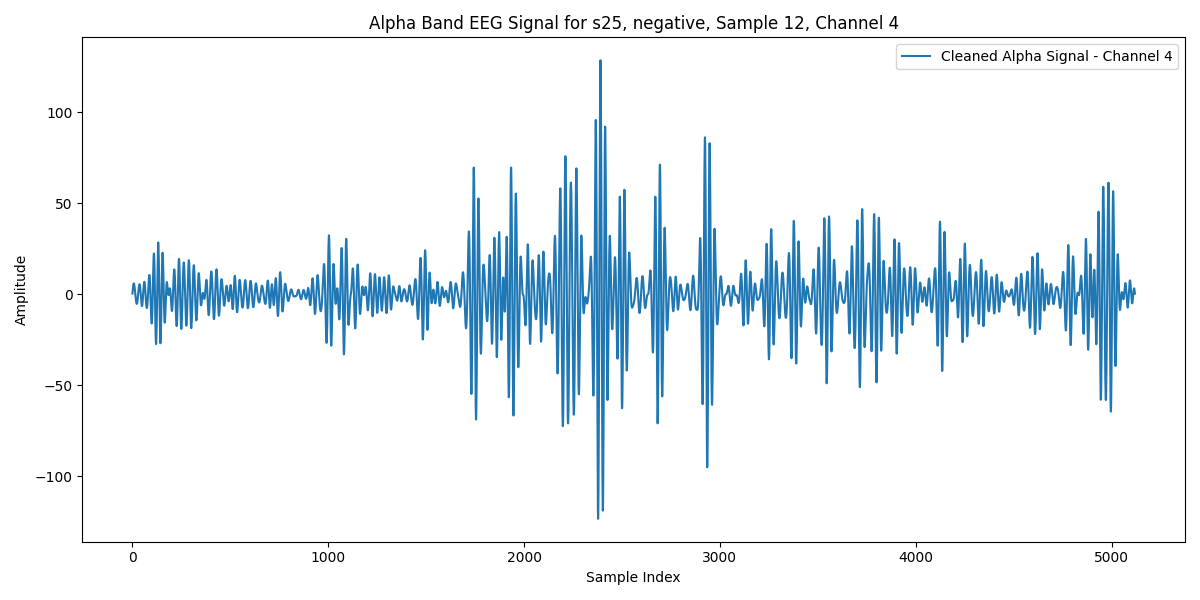 Alpha Band EEG Signal for s25, negative, Sample 12, Channel 4
Cleaned Alpha Signal - Channel 4
Amplitude
100
50
0
−50
−100
0 1000 2000 3000 4000 5000
Sample Index